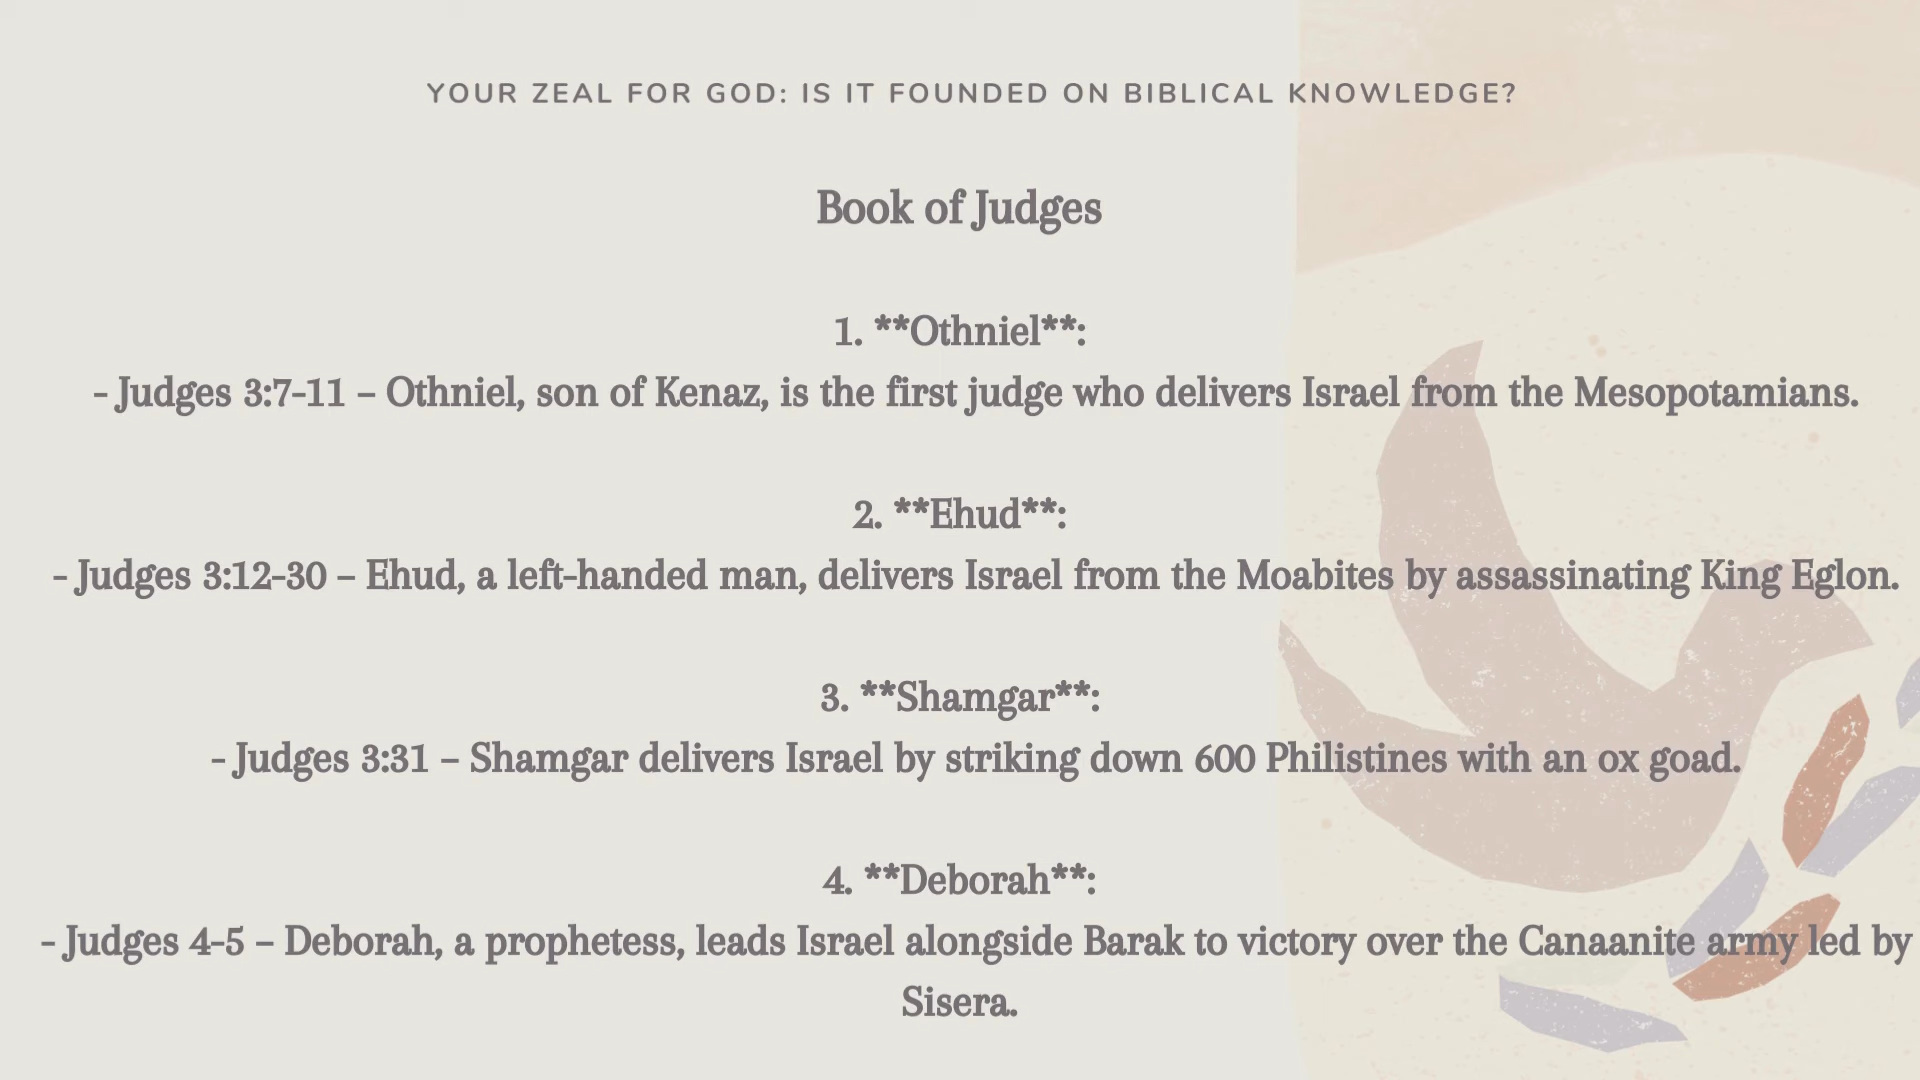 YOUR ZEAL FOR GOD: IS IT FOUNDED ON BIBLICAL KNOWLEDGE?
Book of Judges
1. **Othniel**:
- Judges 3:7-11 – Othniel, son of Kenaz, is the first judge who delivers Israel from the Mesopotamians.
2. **Ehud**:
- Judges 3:12-30 – Ehud, a left-handed man, delivers Israel from the Moabites by assassinating King Eglon.
3. **Shamgar**:
- Judges 3:31 – Shamgar delivers Israel by striking down 600 Philistines with an ox goad.
4. **Deborah**:
- Judges 4-5 – Deborah, a prophetess, leads Israel alongside Barak to victory over the Canaanite army led by
Sisera.